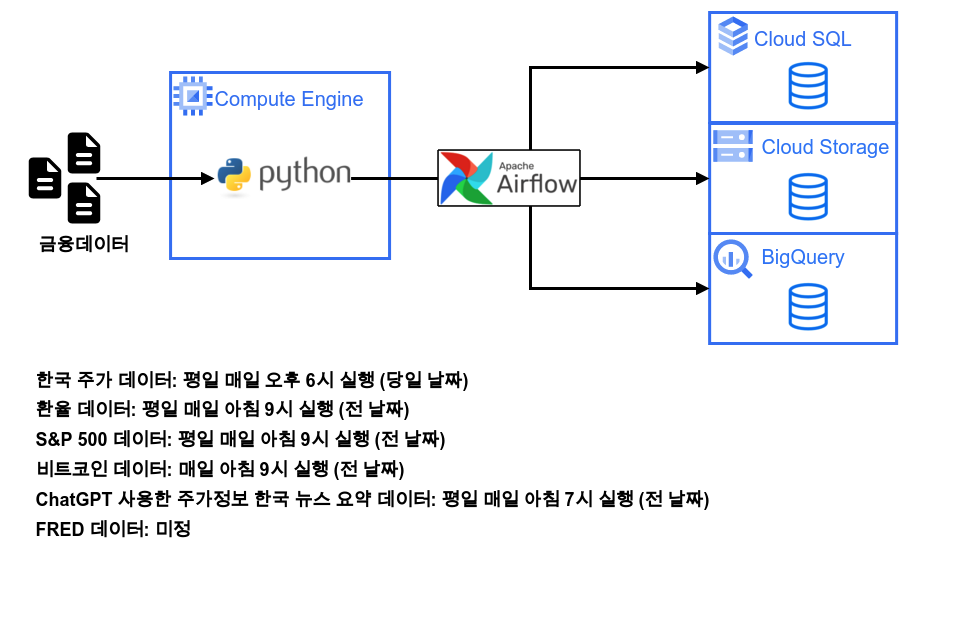 Cloud SQL
Compute Engine
python
Apache
Airflow
Cloud Storage
BigQuery
금융데이터
한국 주가 데이터: 평일 매일 오후 6시 실행 (당일 날짜)
환율 데이터: 평일 매일 아침 9시 실행 (전 날짜)
S&P 500 데이터: 평일 매일 아침 9시 실행 (전 날짜)
비트코인 데이터: 매일 아침 9시 실행 (전 날짜)
ChatGPT 사용한 주가정보 한국 뉴스 요약 데이터: 평일 매일 아침 7시 실행 (전 날짜)
FRED 데이터: 미정